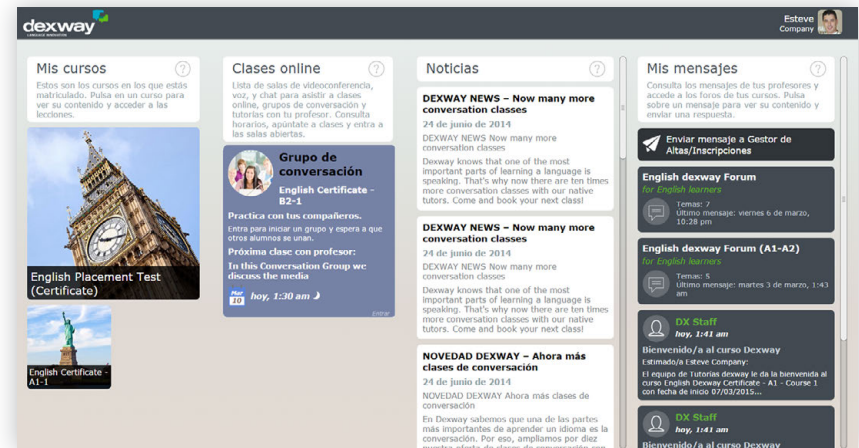 dexway
LANGUAGE INNOVATION
Esteve
Company
Mis cursos
?
Estos son los cursos en los que estás
matriculado. Pulsa en un curso para
ver su contenido y acceder a las
lecciones.
English Placement Test
(Certificate)
English Certificate -
A1-1
Clases online
?
Lista de salas de videoconferencia,
voz, y chat para asistir a clases
online, grupos de conversación y
tutorías con tu profesor. Consulta
horarios, apúntate a clases y entra a
las salas abiertas.
Grupo de
conversación
English Certificate -
B2-1
Practica con tus compañeros.
Entra para iniciar un grupo y espera a que
otros alumnos se unan.
Próxima clase con profesor:
In this Conversation Group we
discuss the media
Mar
10
hoy, 1:30 am
Entrar
Noticias
?
DEXWAY NEWS – Now many more
conversation classes
24 de junio de 2014
DEXWAY NEWS Now many more
conversation classes
Dexway knows that one of the most
important parts of learning a language is
speaking. That's why now there are ten times
more conversation classes with our native
tutors. Come and book your next class!
DEXWAY NEWS – Now many more
conversation classes
24 de junio de 2014
DEXWAY NEWS Now many more
conversation classes
Dexway knows that one of the most
important parts of learning a language is
speaking. That's why now there are ten times
more conversation classes with our native
tutors. Come and book your next class!
NOVEDAD DEXWAY – Ahora más
clases de conversación
24 de junio de 2014
NOVEDAD DEXWAY Ahora más clases de
conversación
En Dexway sabemos que una de las partes
más importantes de aprender un idioma es la
conversación. Por eso, ampliamos por diez
nuestra oferta de clases de conversación con
Mis mensajes
?
Consulta los mensajes de tus profesores y
accede a los foros de tus cursos. Pulsa
sobre un mensaje para ver su contenido y
enviar una respuesta.
Enviar mensaje a Gestor de
Altas/Inscripciones
English dexway Forum
for English learners
Temas: 7
Último mensaje: viernes 6 de marzo,
10:28 pm
English dexway Forum (A1-A2)
for English learners
Temas: 5
Último mensaje: martes 3 de marzo, 1:43
am
DX Staff
hoy, 1:41 am
Bienvenido/a al curso Dexway
Estimado/a Esteve Company:
El equipo de Tutorías dexway le da la bienvenida al
curso English Dexway Certificate - A1 - Course 1
con fecha de inicio 07/03/2015...
DX Staff
hoy, 1:41 am
Bienvenido/a al curso Dexway